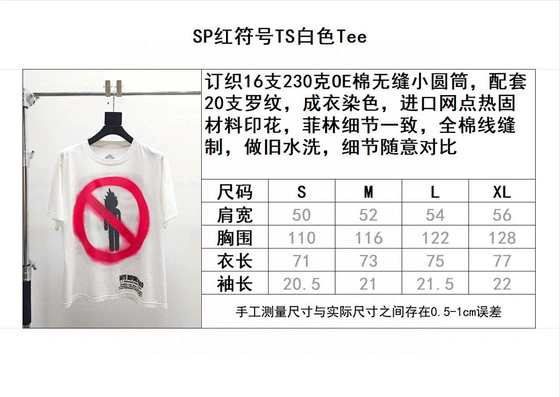 SP红符号TS白色Tee
订织16支230克OE棉无缝小圆筒，配套
20支罗纹，成衣染色，进口网点热固
材料印花，菲林细节一致，全棉线缝
制，做旧水洗，细节随意对比
尺码 S M L XL
肩宽 50 52 54 56
胸围 110 116 122 128
衣长 71 73 75 77
袖长 20.5 21 21.5 22
手工测量尺寸与实际尺寸之间存在0.5-1cm误差